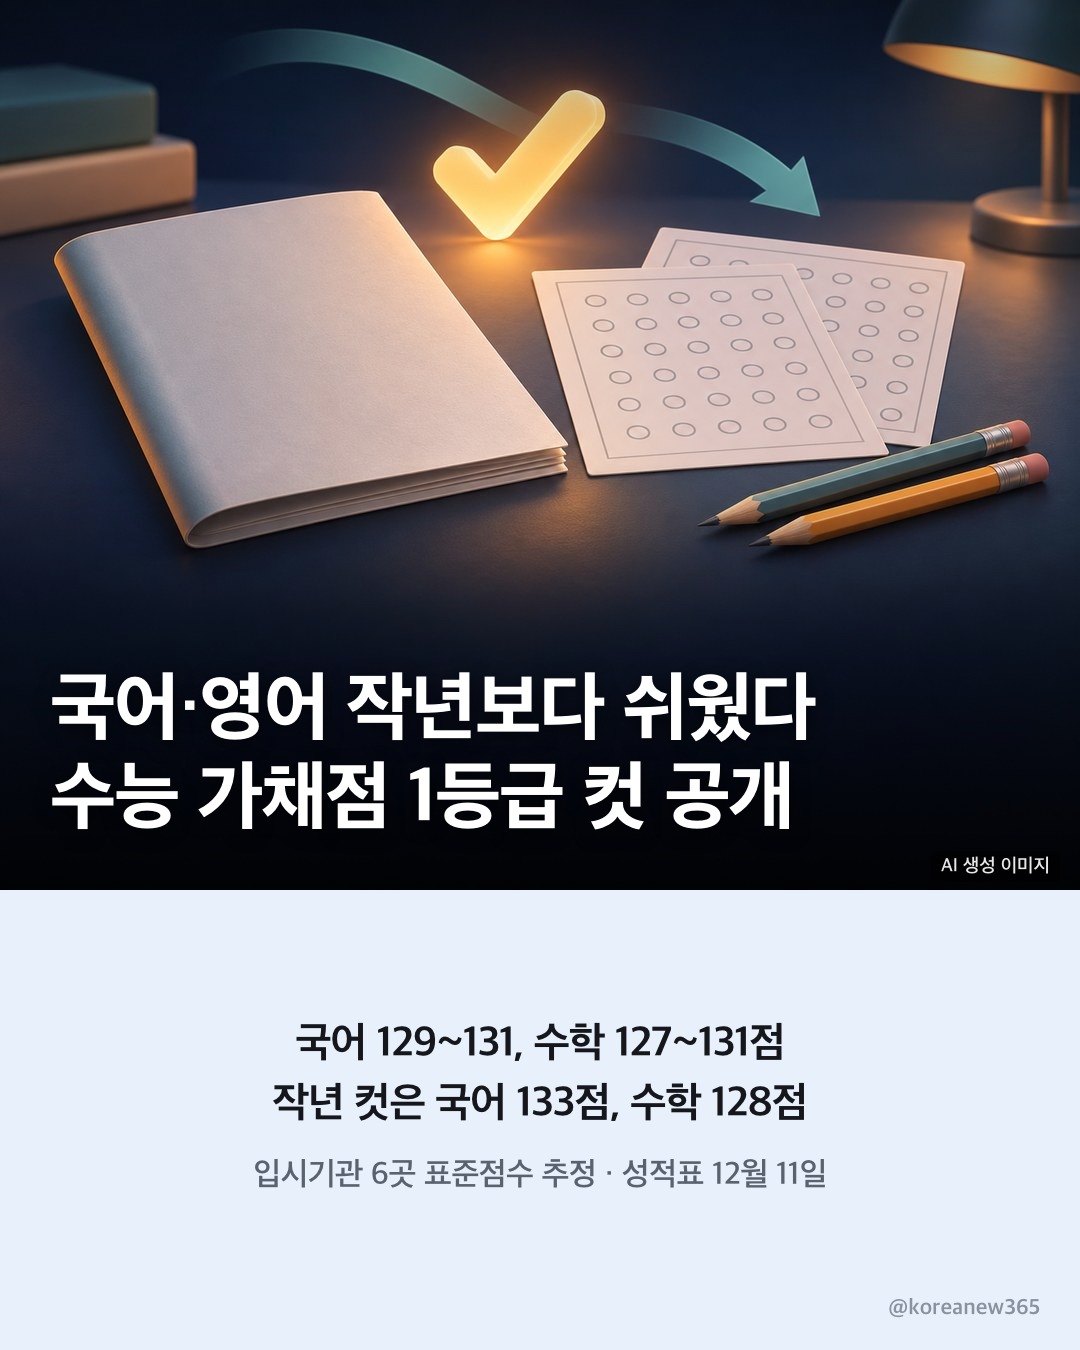 국어·영어 작년보다 쉬웠다
수능 가채점 1등급 컷 공개
AI 생성 이미지
국어 129~131, 수학 127~131점
작년 컷은 국어 133점, 수학 128점
입시기관 6곳 표준점수 추정 · 성적표 12월 11일
@koreanew365